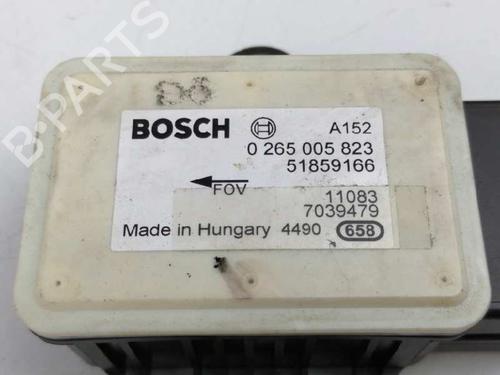 BOSCH A152
0 265 005 823
51859166
FOV
11083
7039479
Made in Hungary 4490 658
B-PARTS